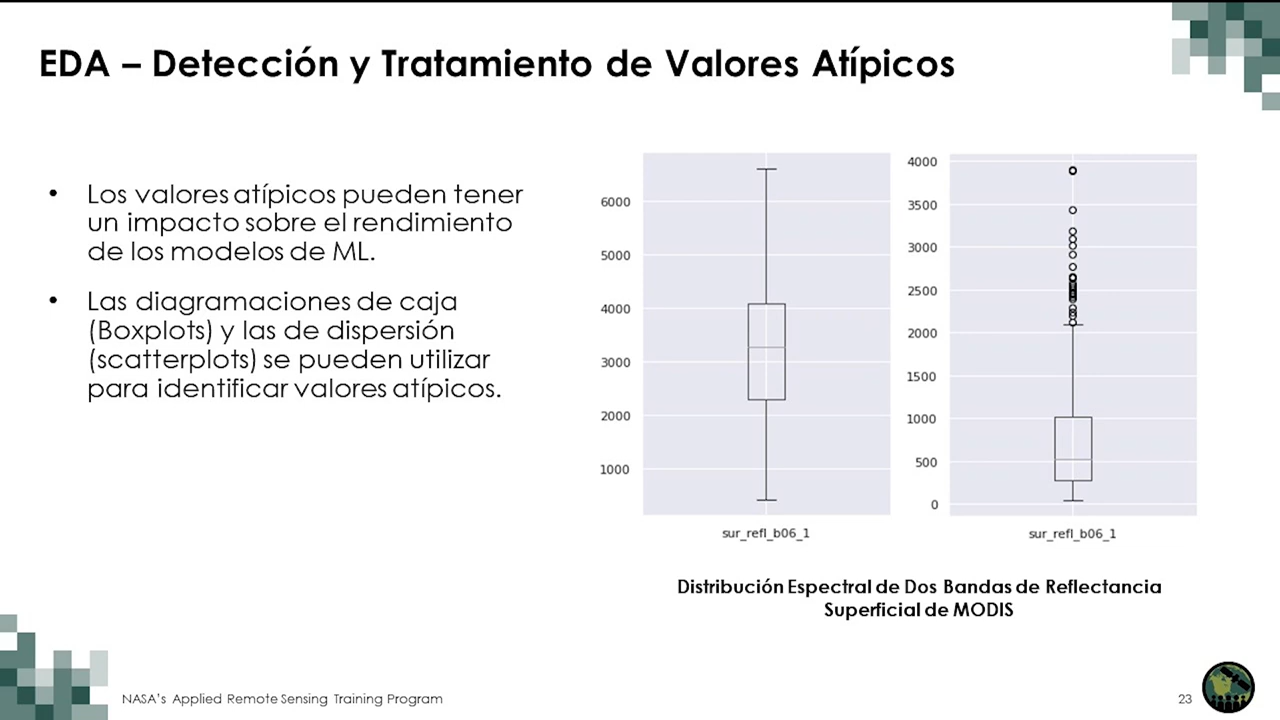 EDA – Detección y Tratamiento de Valores Atípicos
• Los valores atípicos pueden tener
un impacto sobre el rendimiento
de los modelos de ML.
• Las diagramaciones de caja
(Boxplots) y las de dispersión
(scatterplots) se pueden utilizar
para identificar valores atípicos.
6000
5000
4000
3000
2000
1000
sur_refl_b06_1
4000
3500
3000
2500
2000
1500
1000
500
0
sur_refl_b06_1
Distribución Espectral de Dos Bandas de Reflectancia
Superficial de MODIS
NASA's Applied Remote Sensing Training Program
23